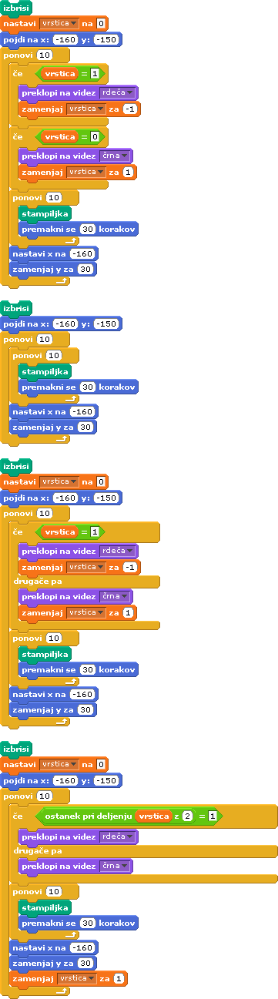 izbrisi
nastavi vrstica na 0
pojdi na x: -160 y: -150
ponovi 10
če vrstica = 1
preklopi na videz rdeča
zamenjaj vrstica za -1
če vrstica = 0
preklopi na videz črna
zamenjaj vrstica za 1
ponovi 10
stampiljka
premakni se 30 korakov
nastavi x na -160
zamenjaj y za 30
izbrisi
pojdi na x: -160 y: -150
ponovi 10
ponovi 10
stampiljka
premakni se 30 korakov
nastavi x na -160
zamenjaj y za 30
izbrisi
nastavi vrstica na 0
pojdi na x: -160 y: -150
ponovi 10
če vrstica = 1
preklopi na videz rdeča
zamenjaj vrstica za -1
drugače pa
preklopi na videz črna
zamenjaj vrstica za 1
ponovi 10
stampiljka
premakni se 30 korakov
nastavi x na -160
zamenjaj y za 30
izbrisi
nastavi vrstica na 0
pojdi na x: -160 y: -150
ponovi 10
če ostanek pri deljenju vrstica z 2 = 1
preklopi na videz rdeča
drugače pa
preklopi na videz črna
ponovi 10
stampiljka
premakni se 30 korakov
nastavi x na -160
zamenjaj y za 30
zamenjaj vrstica za 1